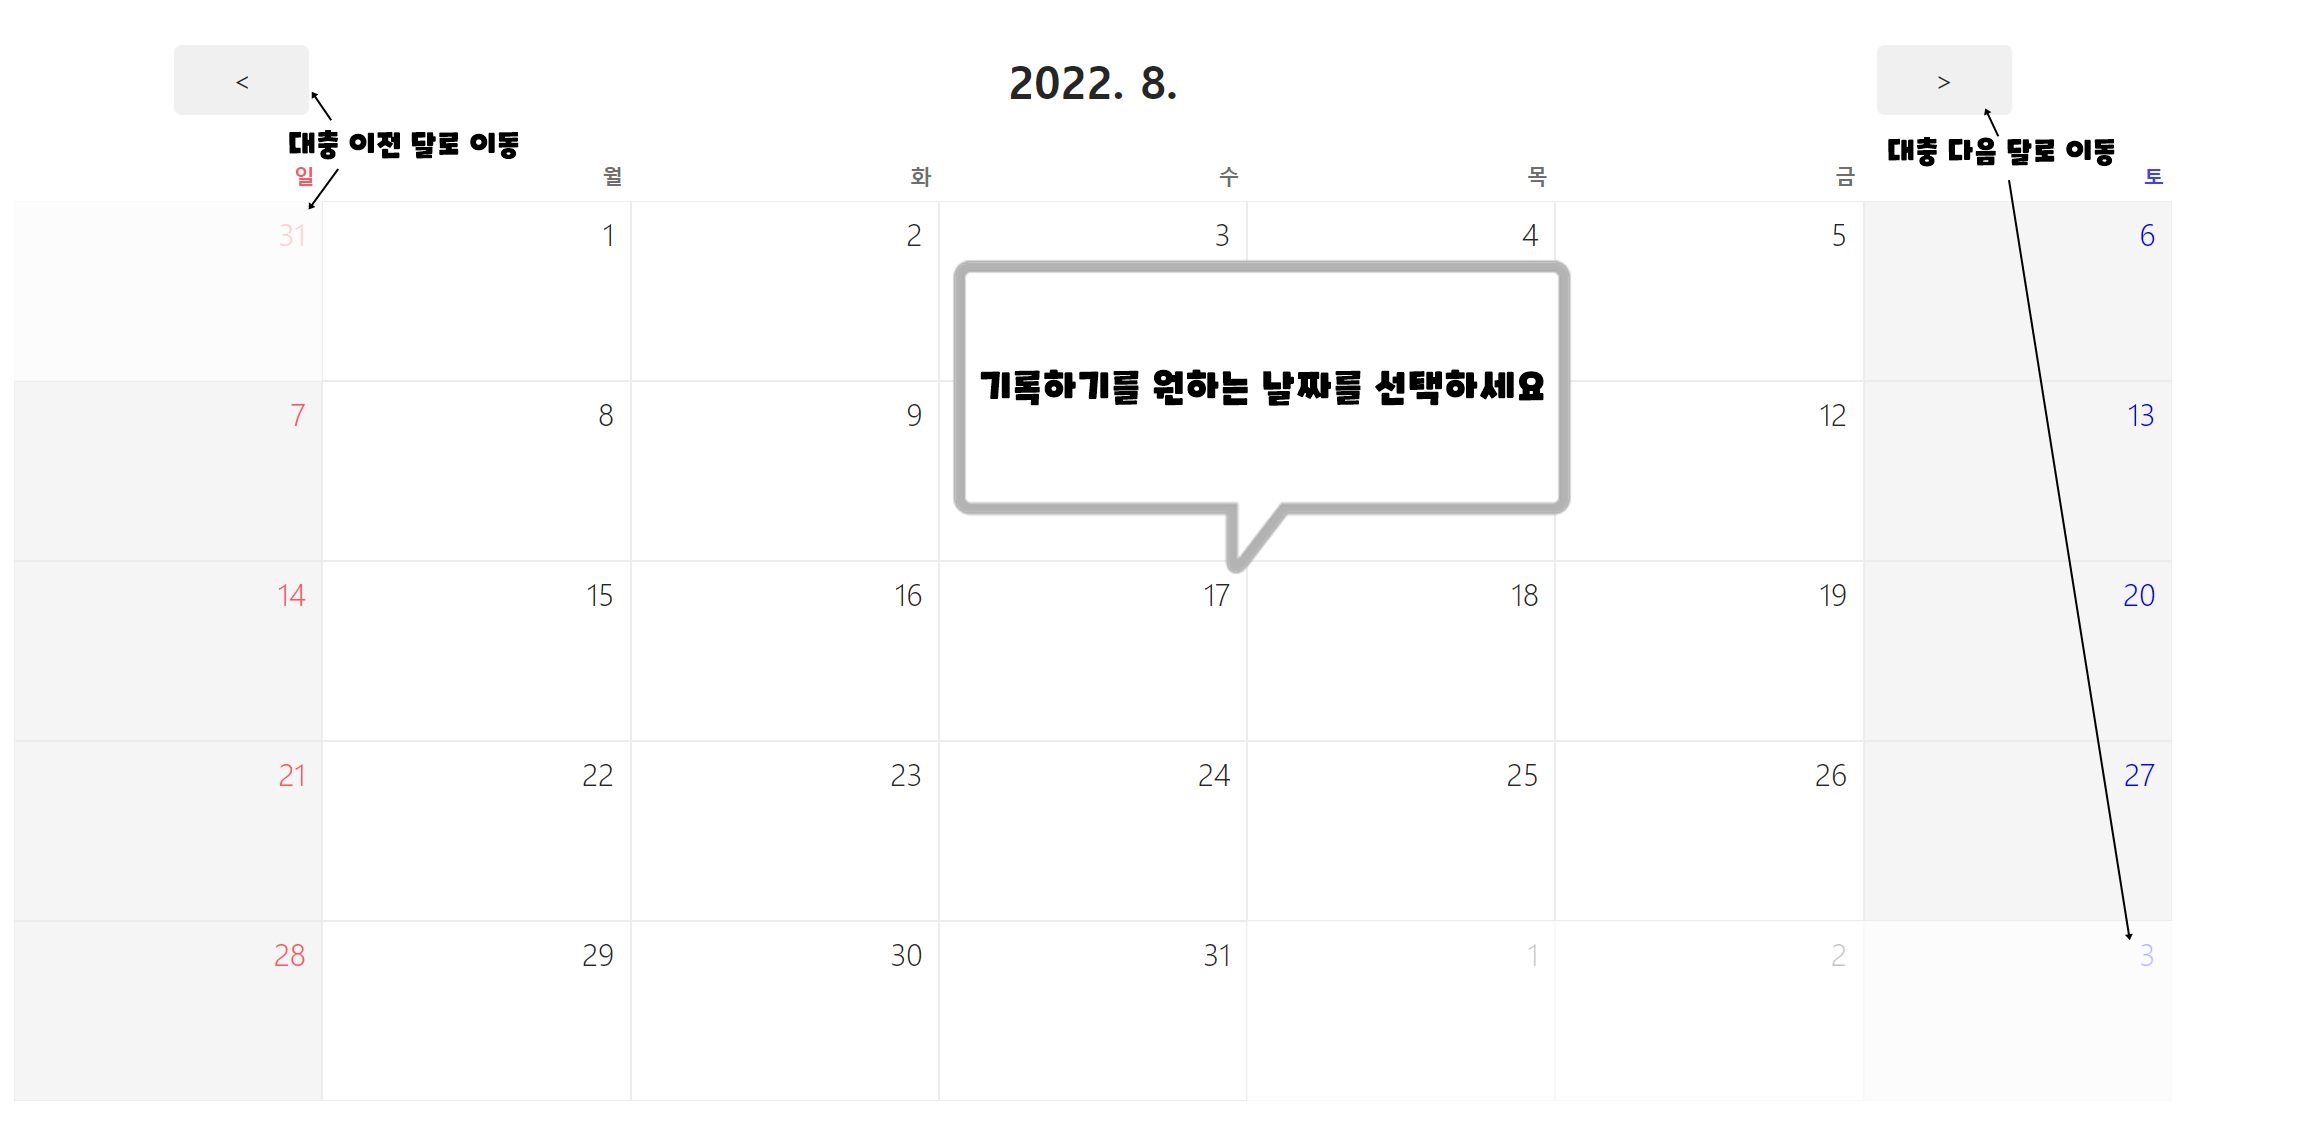 < 2022. 8. >
대충 이전 달로 이동 대충 다음 달로 이동
일 월 화 수 목 금 토
31 1 2 3 4 5 6
기록하기를 원하는 날짜를 선택하세요
7 8 9 12 13
14 15 16 17 18 19 20
21 22 23 24 25 26 27
28 29 30 31 1 2 3